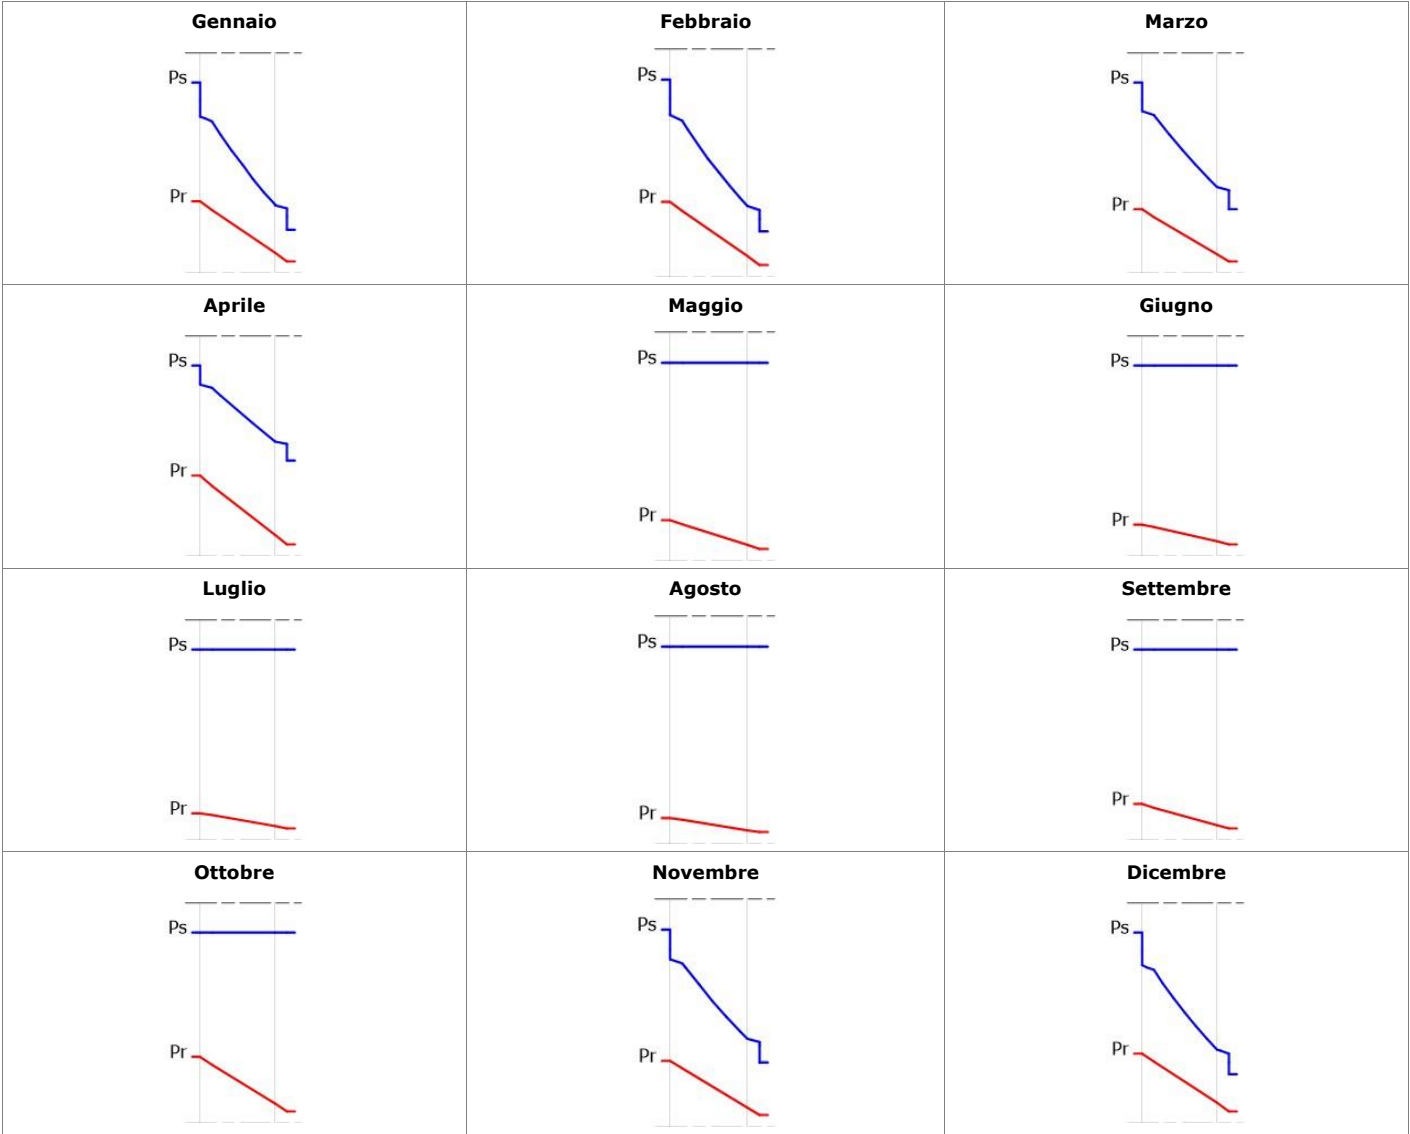 Gennaio
Febbraio
Marzo
Ps
Ps
Ps
Pr
Pr
Pr
Aprile
Maggio
Giugno
Ps
Ps
Ps
Pr
Pr
Pr
Luglio
Agosto
Settembre
Ps
Ps
Ps
Pr
Pr
Pr
Ottobre
Novembre
Dicembre
Ps
Ps
Ps
Pr
Pr
Pr